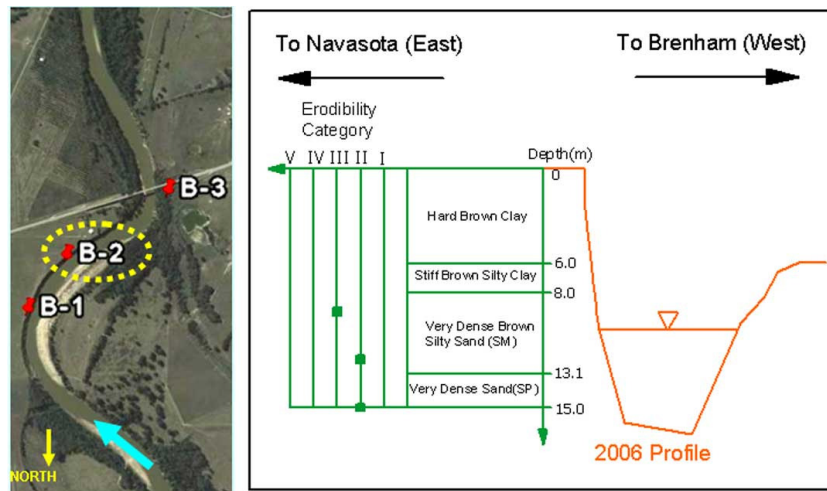 B-3
B-2
B-1
NORTH
To Navasota (East)
To Brenham (West)
Erodibility
Category
V IV III II I
Depth(m)
0
Hard Brown Clay
6.0
Stiff Brown Silty Clay
8.0
Very Dense Brown
Silty Sand (SM)
13.1
Very Dense Sand(SP)
15.0
2006 Profile